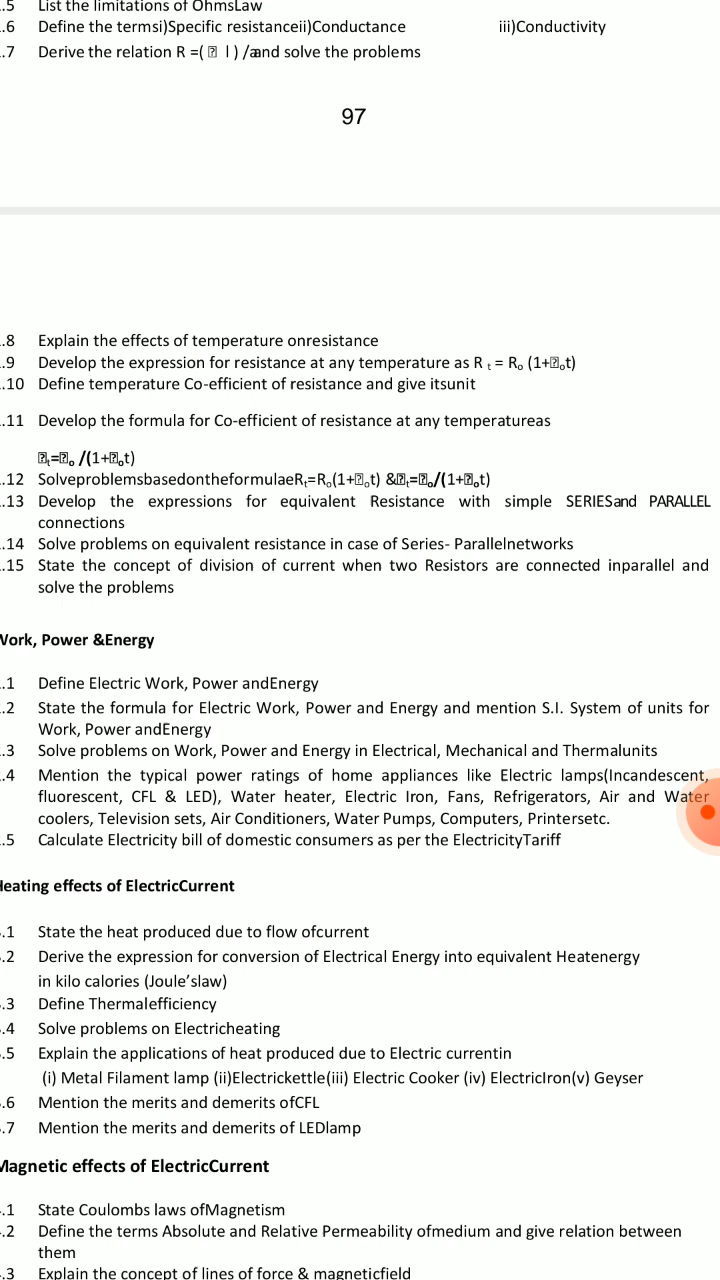 .5 List the limitations of OhmsLaw
.6 Define the termsi)Specific resistanceii)Conductance iii)Conductivity
.7 Derive the relation R =( ⍰ l ) /aand solve the problems
97
.8 Explain the effects of temperature onresistance
.9 Develop the expression for resistance at any temperature as R t = Ro (1+⍰ot)
.10 Define temperature Co-efficient of resistance and give itsunit
.11 Develop the formula for Co-efficient of resistance at any temperatureas
⍰t=⍰o /(1+⍰ot)
.12 SolveproblemsbasedontheformulaeRt=Ro(1+⍰ot) &⍰t=⍰o/(1+⍰ot)
.13 Develop the expressions for equivalent Resistance with simple SERIESand PARALLEL
connections
.14 Solve problems on equivalent resistance in case of Series- Parallelnetworks
.15 State the concept of division of current when two Resistors are connected inparallel and
solve the problems
Work, Power &Energy
.1 Define Electric Work, Power andEnergy
.2 State the formula for Electric Work, Power and Energy and mention S.I. System of units for
Work, Power andEnergy
.3 Solve problems on Work, Power and Energy in Electrical, Mechanical and Thermalunits
.4 Mention the typical power ratings of home appliances like Electric lamps(Incandescent,
fluorescent, CFL & LED), Water heater, Electric Iron, Fans, Refrigerators, Air and Water
coolers, Television sets, Air Conditioners, Water Pumps, Computers, Printersetc.
.5 Calculate Electricity bill of domestic consumers as per the ElectricityTariff
Heating effects of ElectricCurrent
.1 State the heat produced due to flow ofcurrent
.2 Derive the expression for conversion of Electrical Energy into equivalent Heatenergy
in kilo calories (Joule’slaw)
.3 Define Thermalefficiency
.4 Solve problems on Electricheating
.5 Explain the applications of heat produced due to Electric currentin
(i) Metal Filament lamp (ii)Electrickettle(iii) Electric Cooker (iv) ElectricIron(v) Geyser
.6 Mention the merits and demerits ofCFL
.7 Mention the merits and demerits of LEDlamp
Magnetic effects of ElectricCurrent
.1 State Coulombs laws ofMagnetism
.2 Define the terms Absolute and Relative Permeability ofmedium and give relation between
them
.3 Explain the concept of lines of force & magneticfield